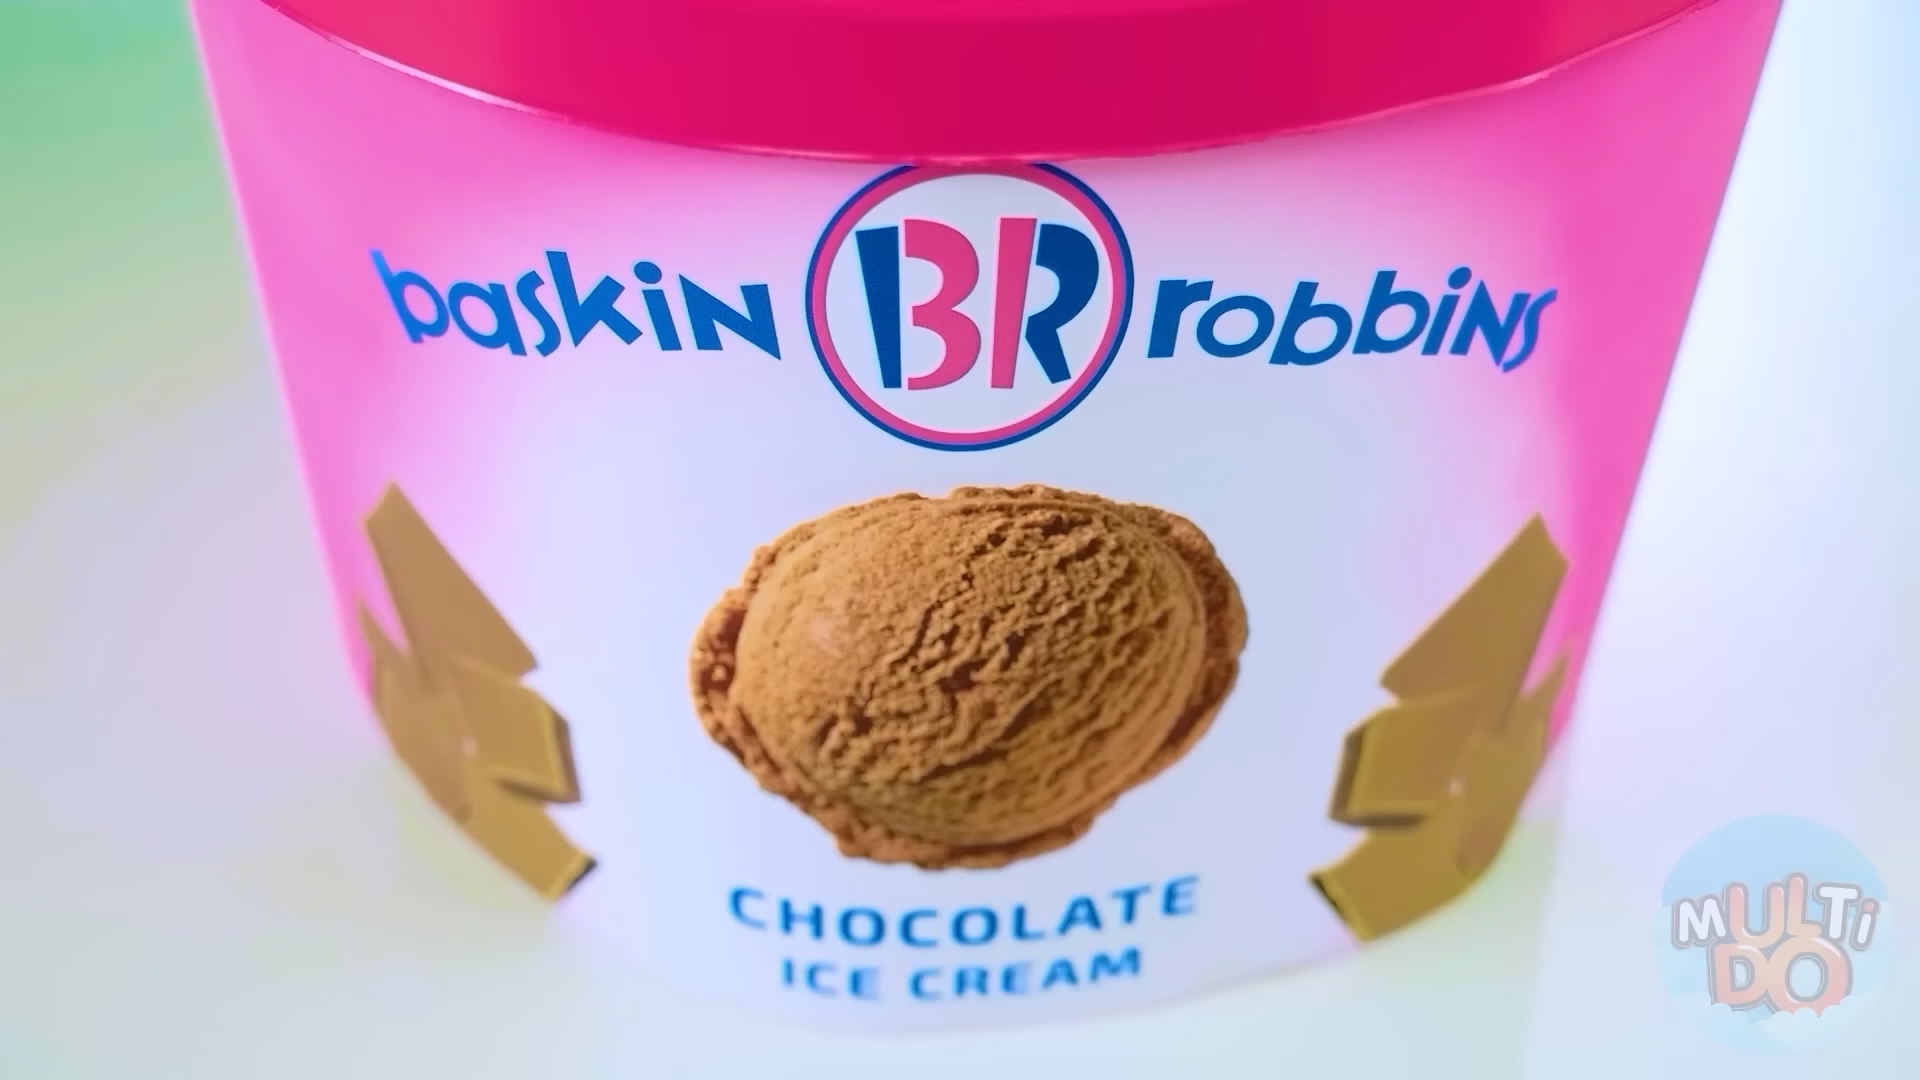 baskin BR robbins
CHOCOLATE
ICE CREAM
MULTi
DO